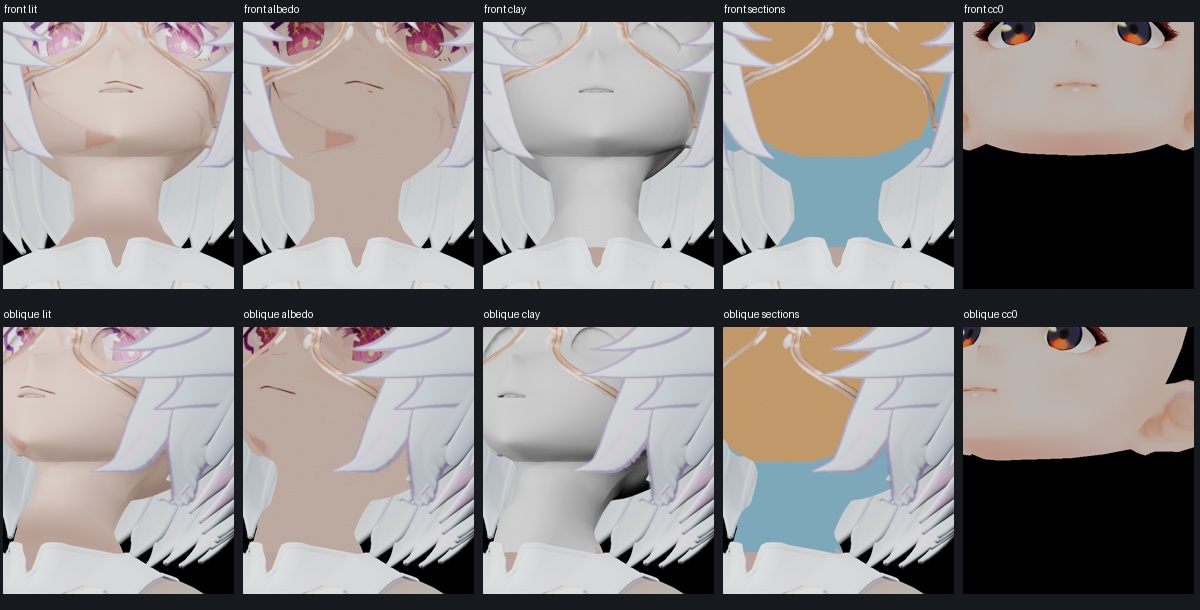 front lit
front albedo
front clay
front sections
front cc0
oblique lit
oblique albedo
oblique clay
oblique sections
oblique cc0